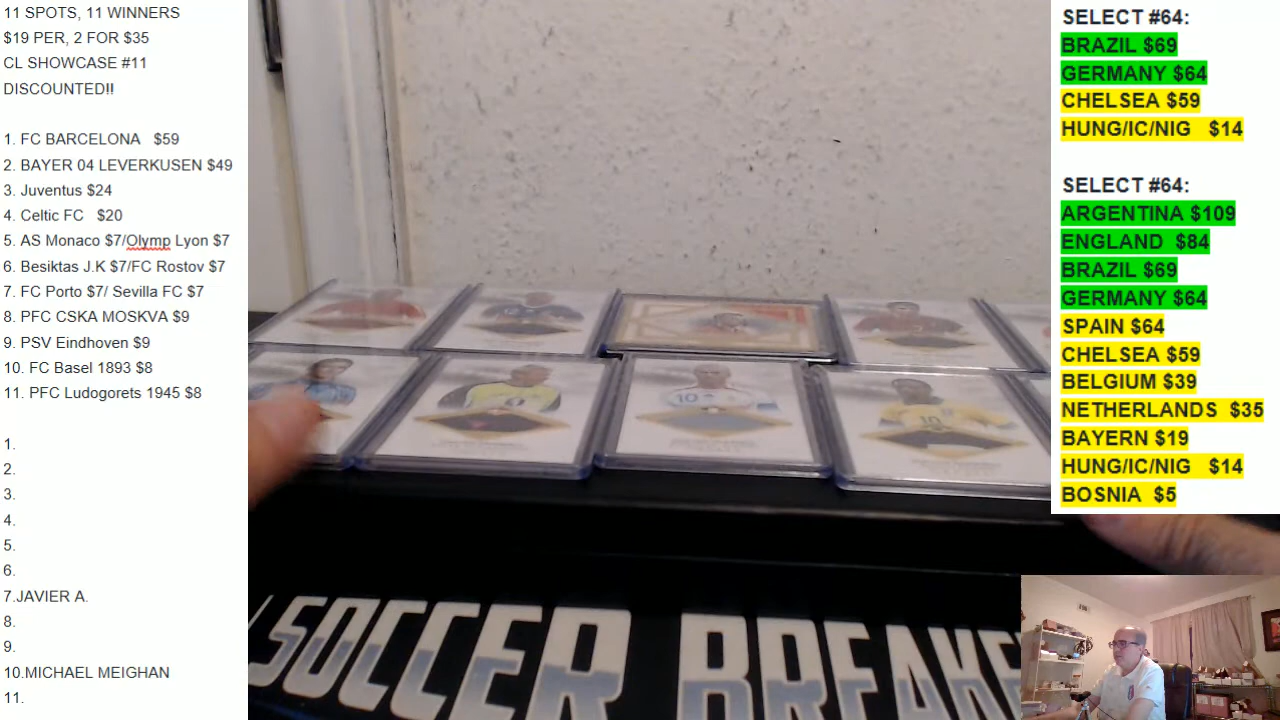 11 SPOTS, 11 WINNERS
$19 PER, 2 FOR $35
CL SHOWCASE #11
DISCOUNTED!!
1. FC BARCELONA $59
2. BAYER 04 LEVERKUSEN $49
3. Juventus $24
4. Celtic FC $20
5. AS Monaco $7/Olymp Lyon $7
6. Besiktas J.K $7/FC Rostov $7
7. FC Porto $7/ Sevilla FC $7
8. PFC CSKA MOSKVA $9
9. PSV Eindhoven $9
10. FC Basel 1893 $8
11. PFC Ludogorets 1945 $8
1.
2.
3.
4.
5.
6.
7.JAVIER A.
8.
9.
10.MICHAEL MEIGHAN
11.
SELECT #64:
BRAZIL $69
GERMANY $64
CHELSEA $59
HUNG/IC/NIG $14
SELECT #64:
ARGENTINA $109
ENGLAND $84
BRAZIL $69
GERMANY $64
SPAIN $64
CHELSEA $59
BELGIUM $39
NETHERLANDS $35
BAYERN $19
HUNG/IC/NIG $14
BOSNIA $5
10
10
SOCCER BREAKE